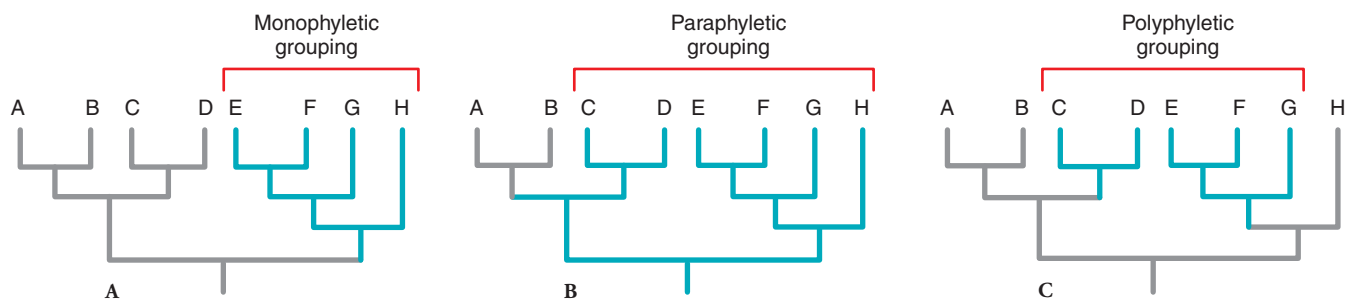 Monophyletic
grouping
A B C D E F G H
A
Paraphyletic
grouping
A B C D E F G H
B
Polyphyletic
grouping
A B C D E F G H
C